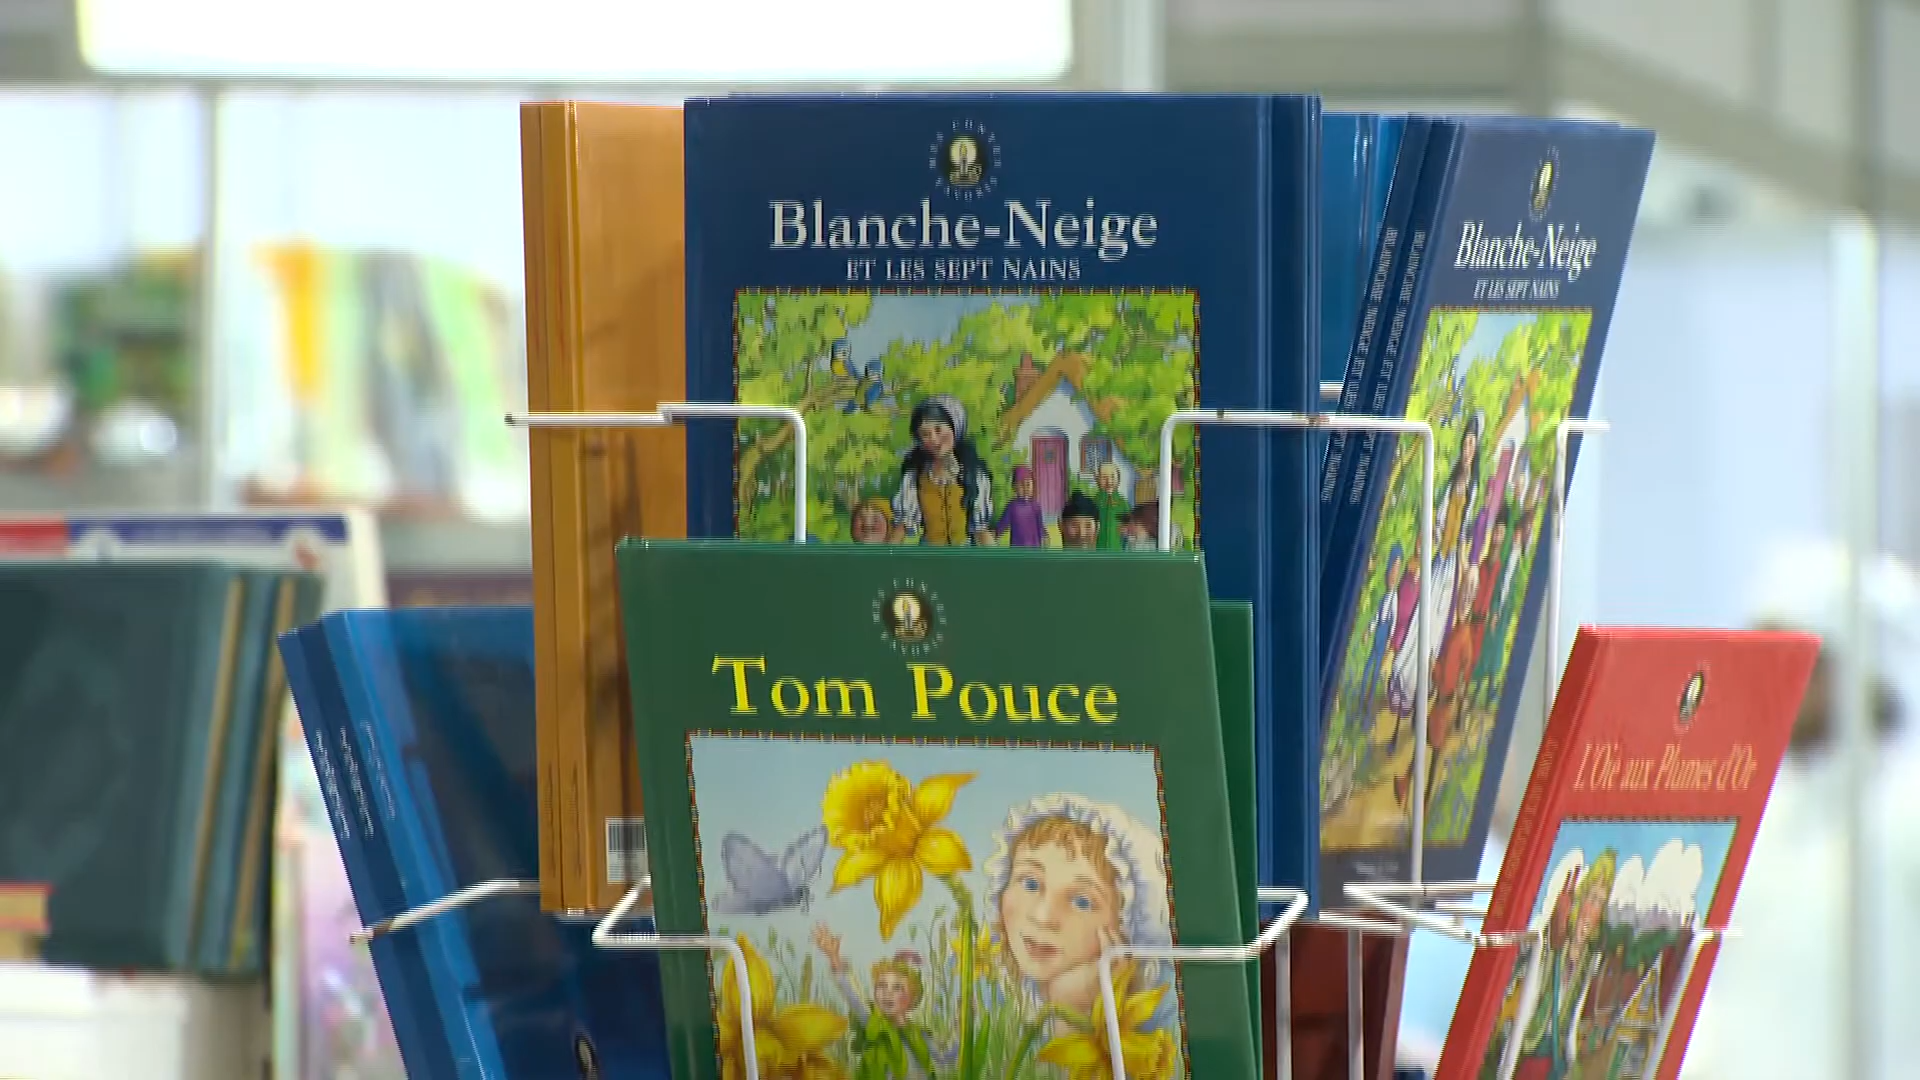 Blanche-Neige
ET LES SEPT NAINS
Blanche-Neige
ET LES SEPT NAINS
Tom Pouce
L'Oie aux Plumes d'Or